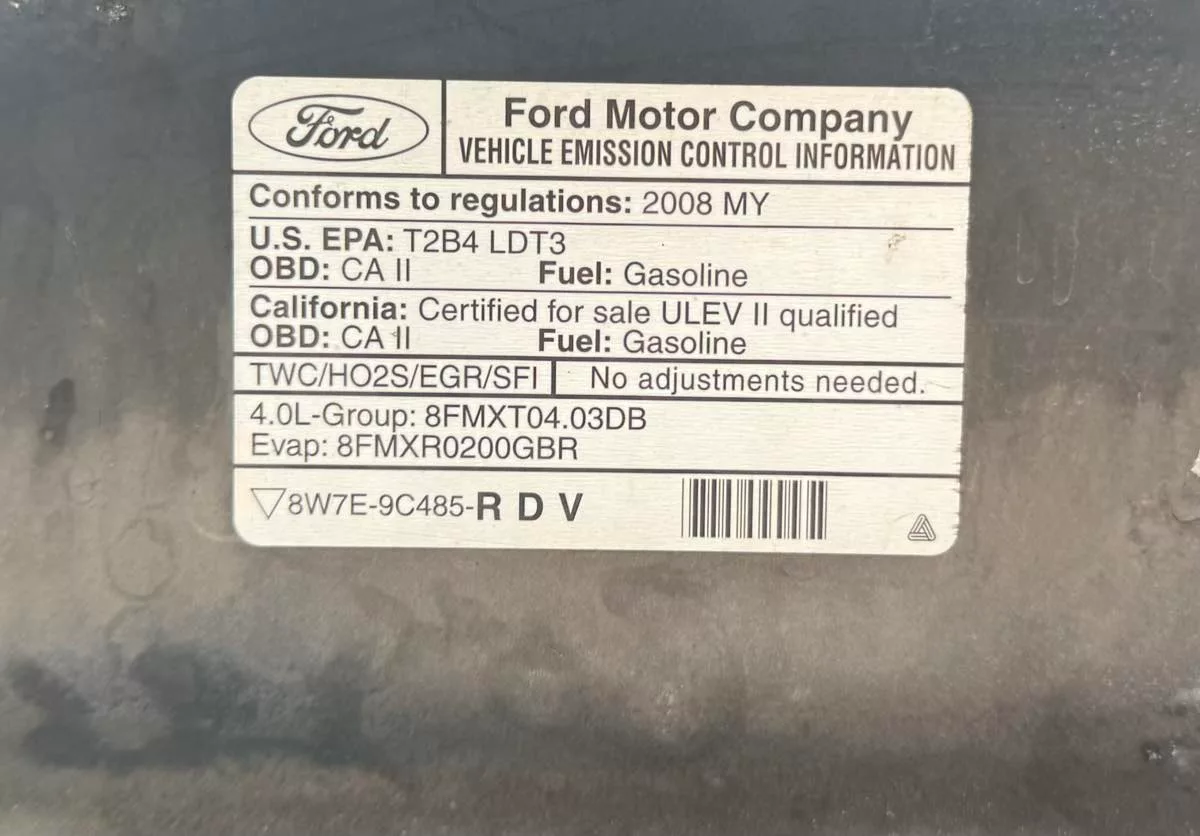 Ford
Ford Motor Company
VEHICLE EMISSION CONTROL INFORMATION
Conforms to regulations: 2008 MY
U.S. EPA: T2B4 LDT3
OBD: CA II Fuel: Gasoline
California: Certified for sale ULEV II qualified
OBD: CA II Fuel: Gasoline
TWC/HO2S/EGR/SFI No adjustments needed.
4.0L-Group: 8FMXT04.03DB
Evap: 8FMXR0200GBR
8W7E-9C485-R D V